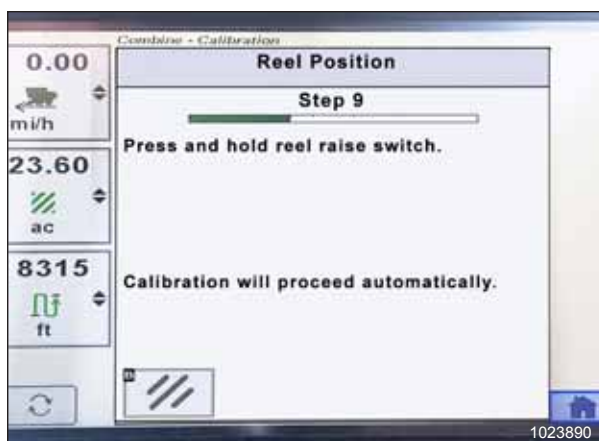 Combine - Calibration
0.00
mi/h
23.60
ac
8315
ft
Reel Position
Step 9
Press and hold reel raise switch.
Calibration will proceed automatically.
1023890